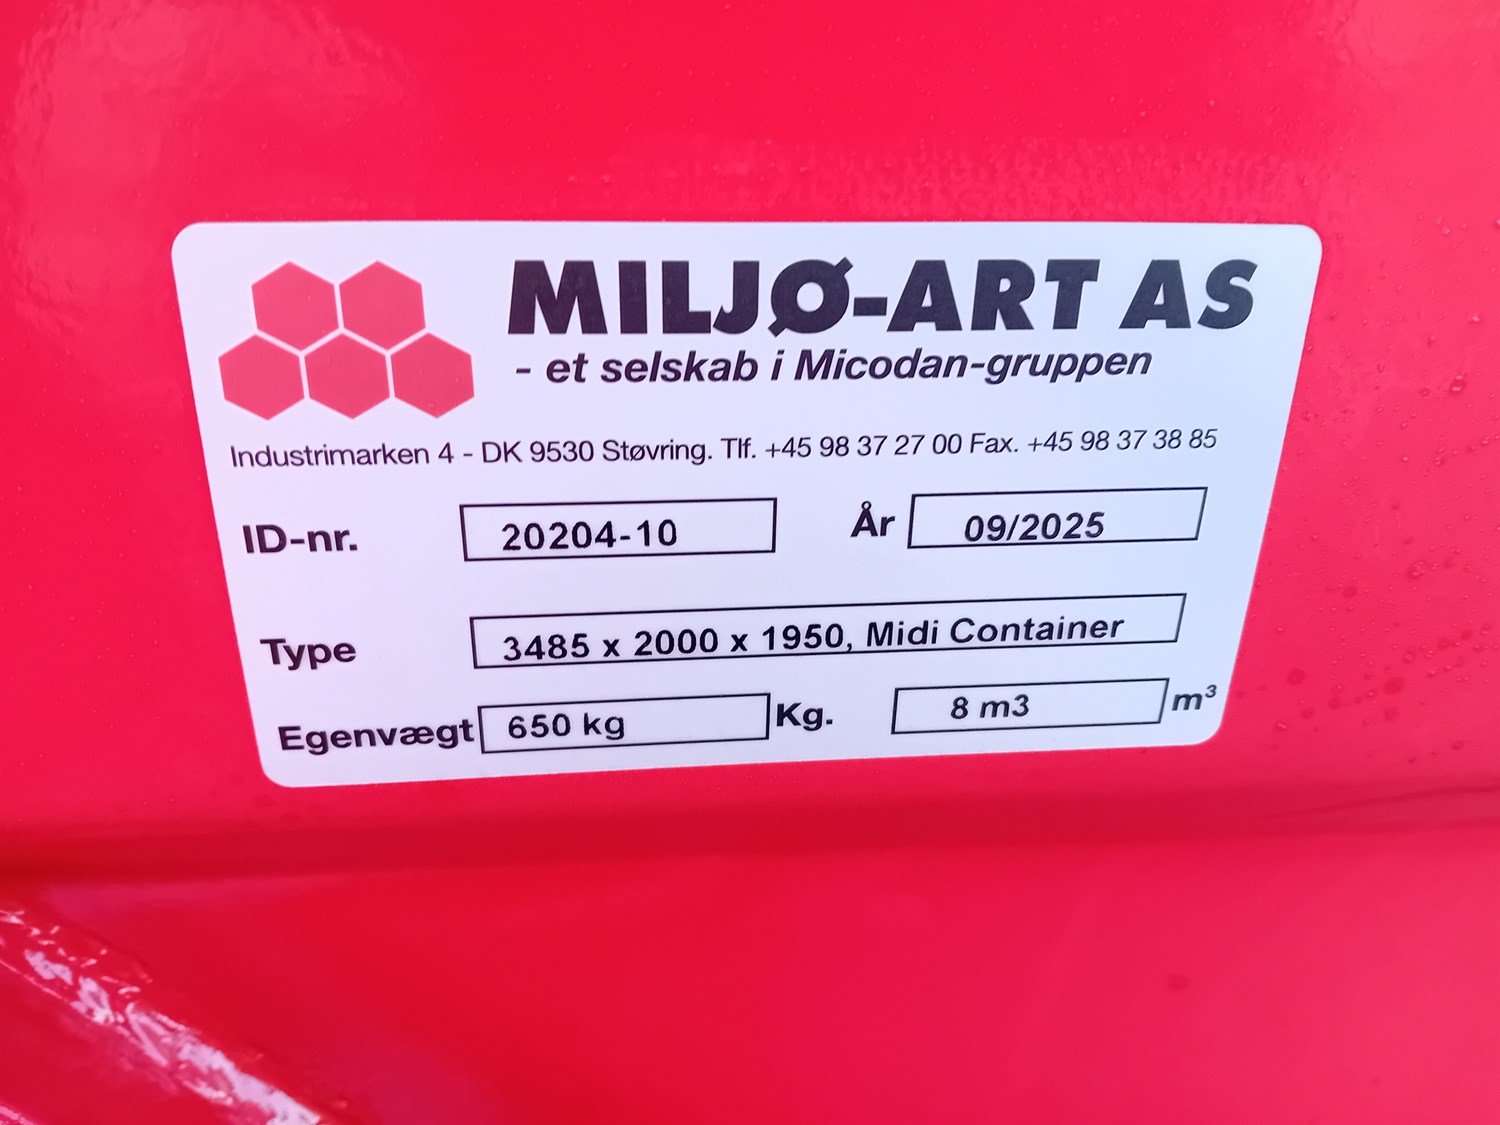 MILJØ-ART AS
- et selskab i Micodan-gruppen
Industrimarken 4 - DK 9530 Støvring. Tlf. +45 98 37 27 00 Fax. +45 98 37 38 85
ID-nr. 20204-10 År 09/2025
Type 3485 x 2000 x 1950, Midi Container
Egenvægt 650 kg Kg. 8 m3 m³